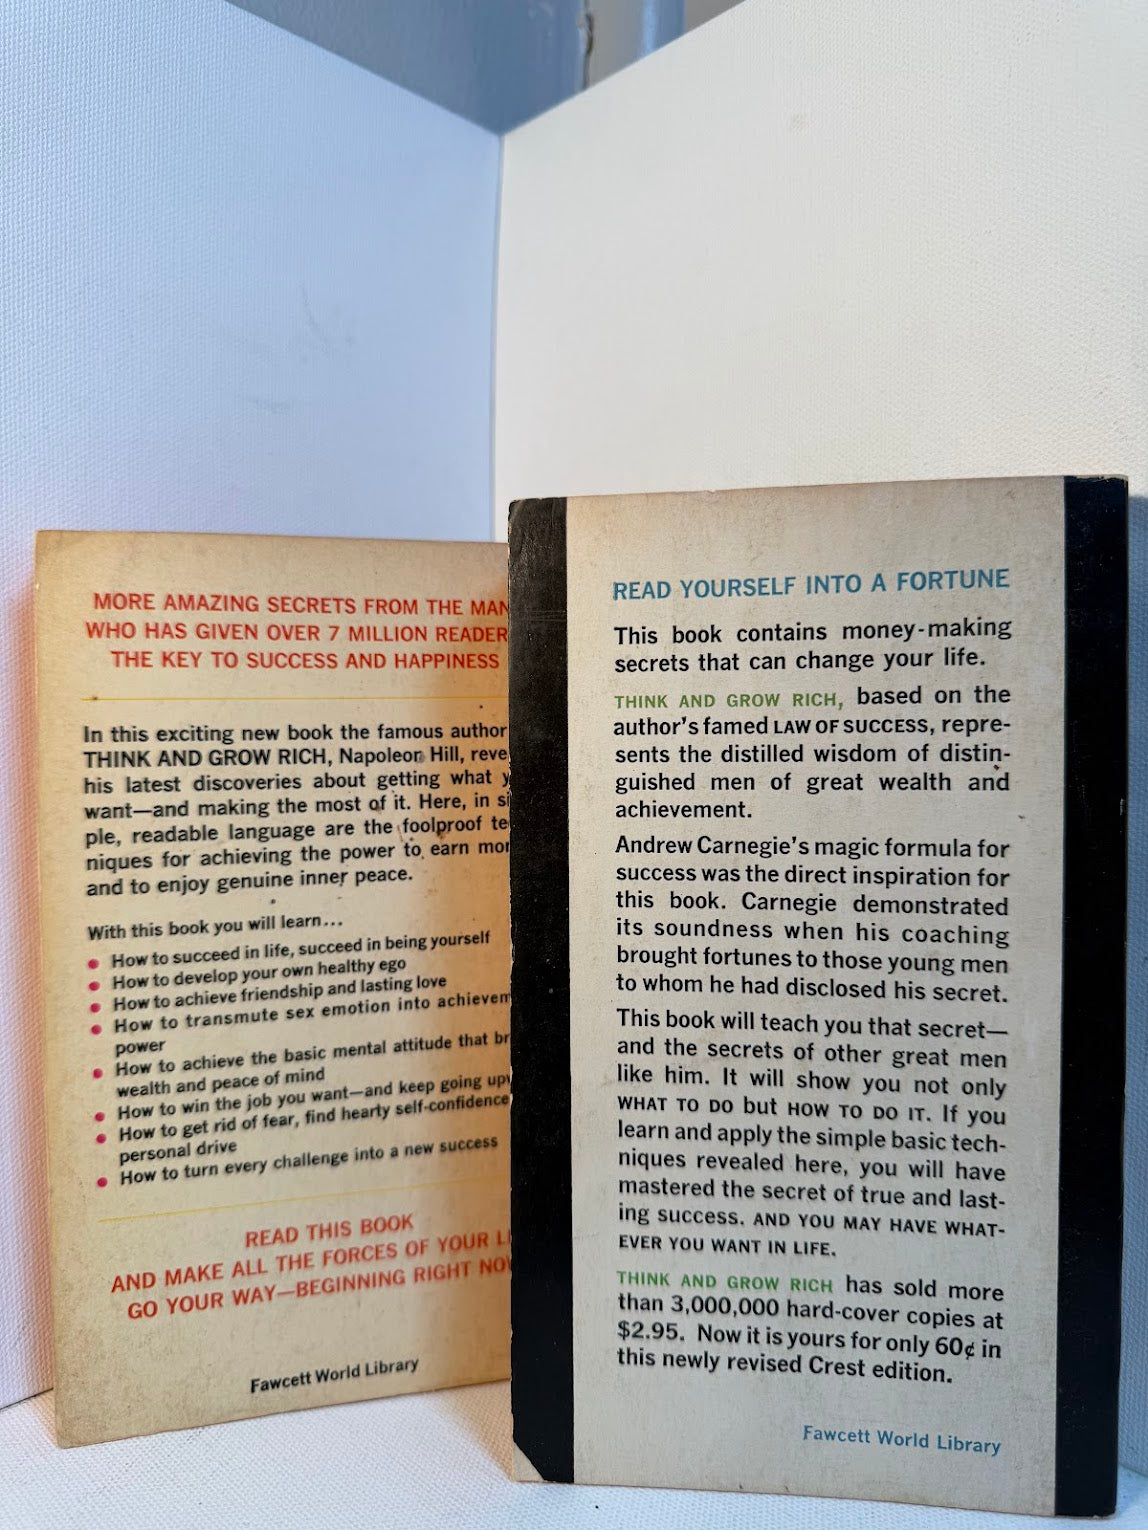 MORE AMAZING SECRETS FROM THE MAN
WHO HAS GIVEN OVER 7 MILLION READER
THE KEY TO SUCCESS AND HAPPINESS
In this exciting new book the famous author
THINK AND GROW RICH, Napoleon Hill, reve
his latest discoveries about getting what y
want—and making the most of it. Here, in si
ple, readable language are the foolproof te
niques for achieving the power to earn mor
and to enjoy genuine inner peace.
With this book you will learn...
• How to succeed in life, succeed in being yourself
• How to develop your own healthy ego
• How to achieve friendship and lasting love
• How to transmute sex emotion into achievem
power
• How to achieve the basic mental attitude that br
wealth and peace of mind
• How to win the job you want—and keep going upw
• How to get rid of fear, find hearty self-confidence
personal drive
• How to turn every challenge into a new success
READ THIS BOOK
AND MAKE ALL THE FORCES OF YOUR LI
GO YOUR WAY—BEGINNING RIGHT NOW
Fawcett World Library
READ YOURSELF INTO A FORTUNE
This book contains money-making
secrets that can change your life.
THINK AND GROW RICH, based on the
author's famed LAW OF SUCCESS, repre-
sents the distilled wisdom of distin-
guished men of great wealth and
achievement.
Andrew Carnegie's magic formula for
success was the direct inspiration for
this book. Carnegie demonstrated
its soundness when his coaching
brought fortunes to those young men
to whom he had disclosed his secret.
This book will teach you that secret—
and the secrets of other great men
like him. It will show you not only
WHAT TO DO but HOW TO DO IT. If you
learn and apply the simple basic tech-
niques revealed here, you will have
mastered the secret of true and last-
ing success. AND YOU MAY HAVE WHAT-
EVER YOU WANT IN LIFE.
THINK AND GROW RICH has sold more
than 3,000,000 hard-cover copies at
$2.95. Now it is yours for only 60¢ in
this newly revised Crest edition.
Fawcett World Library